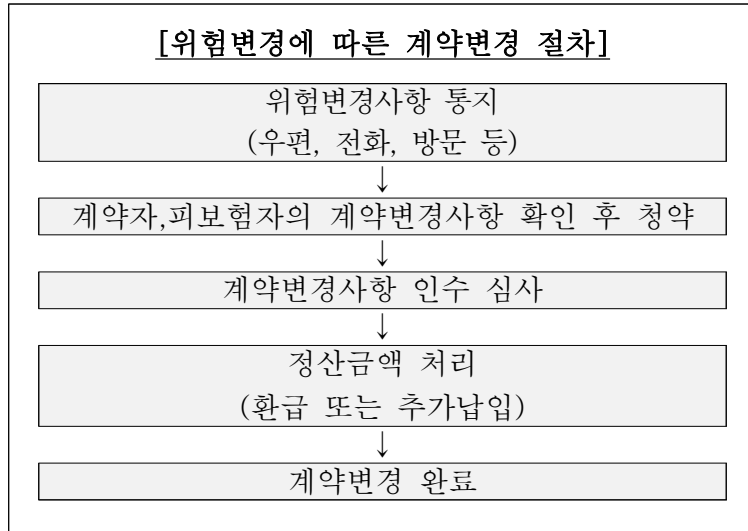 [위험변경에 따른 계약변경 절차]
위험변경사항 통지
(우편, 전화, 방문 등)
↓
계약자,피보험자의 계약변경사항 확인 후 청약
↓
계약변경사항 인수 심사
↓
정산금액 처리
(환급 또는 추가납입)
↓
계약변경 완료